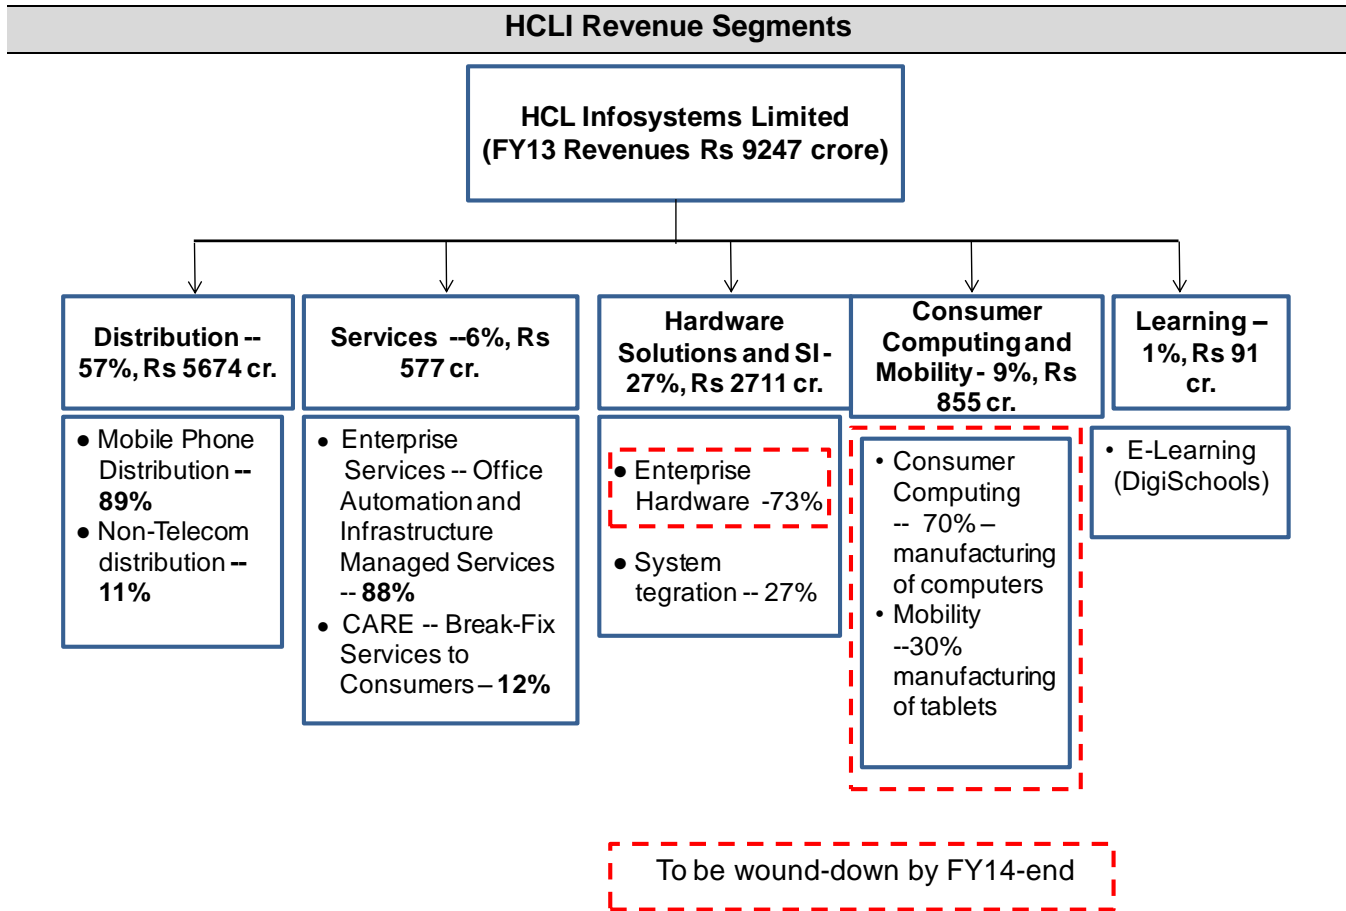 HCLI Revenue Segments
HCL Infosystems Limited
(FY13 Revenues Rs 9247 crore)
Distribution --
57%, Rs 5674 cr.
● Mobile Phone
Distribution --
89%
● Non-Telecom
distribution --
11%
Services --6%, Rs
577 cr.
● Enterprise
Services -- Office
Automation and
Infrastructure
Managed Services
-- 88%
● CARE -- Break-Fix
Services to
Consumers – 12%
Hardware
Solutions and SI -
27%, Rs 2711 cr.
● Enterprise
Hardware -73%
● System
tegration -- 27%
Consumer
Computing and
Mobility - 9%, Rs
855 cr.
• Consumer
Computing
-- 70% –
manufacturing
of computers
• Mobility
--30%
manufacturing
of tablets
Learning –
1%, Rs 91
cr.
• E-Learning
(DigiSchools)
To be wound-down by FY14-end